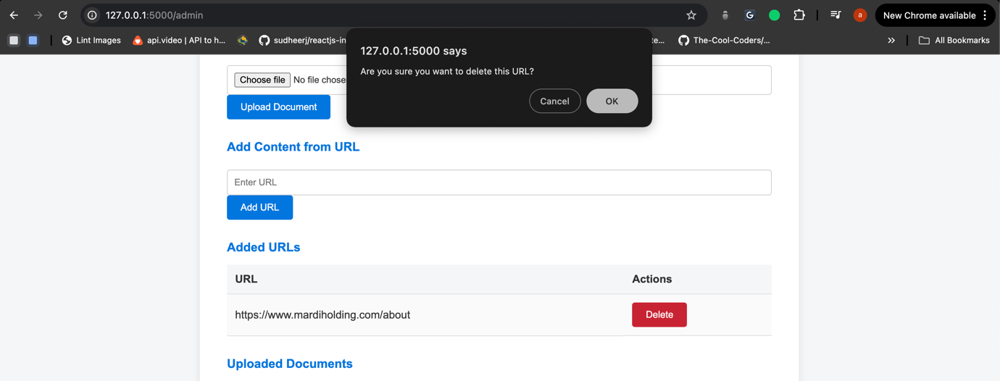 127.0.0.1:5000/admin
a
New Chrome available
Lint Images
api.video | API to h...
sudheerj/reactjs-in
te...
The-Cool-Coders/...
»
All Bookmarks
127.0.0.1:5000 says
Are you sure you want to delete this URL?
Cancel
OK
Choose file
No file chose
Upload Document
Add Content from URL
Enter URL
Add URL
Added URLs
URL
Actions
https://www.mardiholding.com/about
Delete
Uploaded Documents